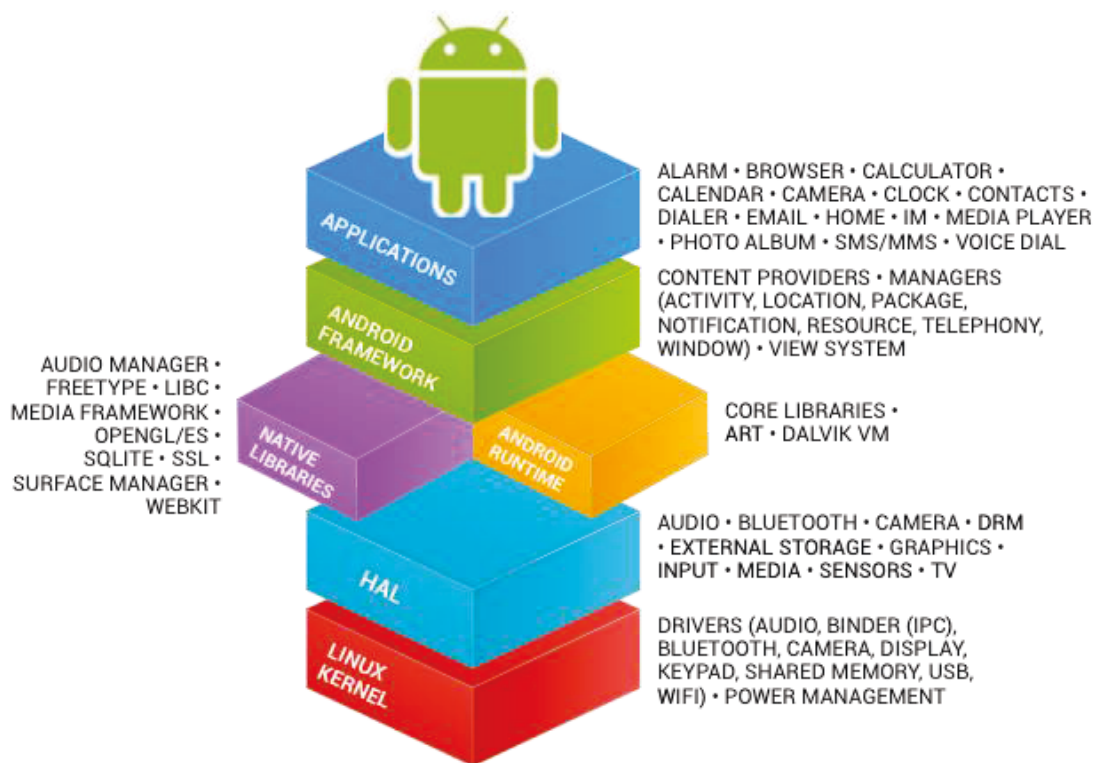 APPLICATIONS
ALARM • BROWSER • CALCULATOR •
CALENDAR • CAMERA • CLOCK • CONTACTS •
DIALER • EMAIL • HOME • IM • MEDIA PLAYER
• PHOTO ALBUM • SMS/MMS • VOICE DIAL
ANDROID
FRAMEWORK
CONTENT PROVIDERS • MANAGERS
(ACTIVITY, LOCATION, PACKAGE,
NOTIFICATION, RESOURCE, TELEPHONY,
WINDOW) • VIEW SYSTEM
AUDIO MANAGER •
FREETYPE • LIBC •
MEDIA FRAMEWORK •
OPENGL/ES •
SQLITE • SSL •
SURFACE MANAGER •
WEBKIT
NATIVE
LIBRARIES
ANDROID
RUNTIME
CORE LIBRARIES •
ART • DALVIK VM
HAL
AUDIO • BLUETOOTH • CAMERA • DRM
• EXTERNAL STORAGE • GRAPHICS •
INPUT • MEDIA • SENSORS • TV
LINUX
KERNEL
DRIVERS (AUDIO, BINDER (IPC),
BLUETOOTH, CAMERA, DISPLAY,
KEYPAD, SHARED MEMORY, USB,
WIFI) • POWER MANAGEMENT